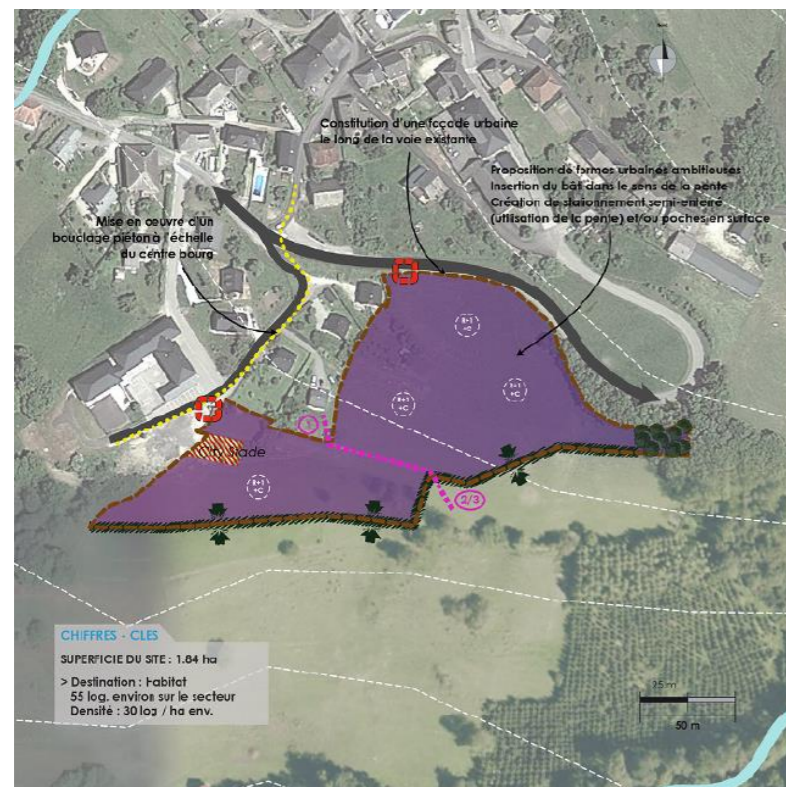 Constitution d'une façade urbaine
le long de la voie existante
Proposition de formes urbaines ambitieuses
Insertion du bâti dans le sens de la pente
Création de stationnement semi-enterré
(utilisation de la pente) et/ou poches en surface
Mise en œuvre d'un
bouclage piéton à l'échelle
du centre bourg
R+1
+C
R+1
+C
R+1
+C
1
City Stade
R+1
+C
2/3
CHIFFRES - CLES
SUPERFICIE DU SITE : 1.84 ha
> Destination : Habitat
55 log. environ sur le secteur
Densité : 30 log / ha env.
25 m
50 m